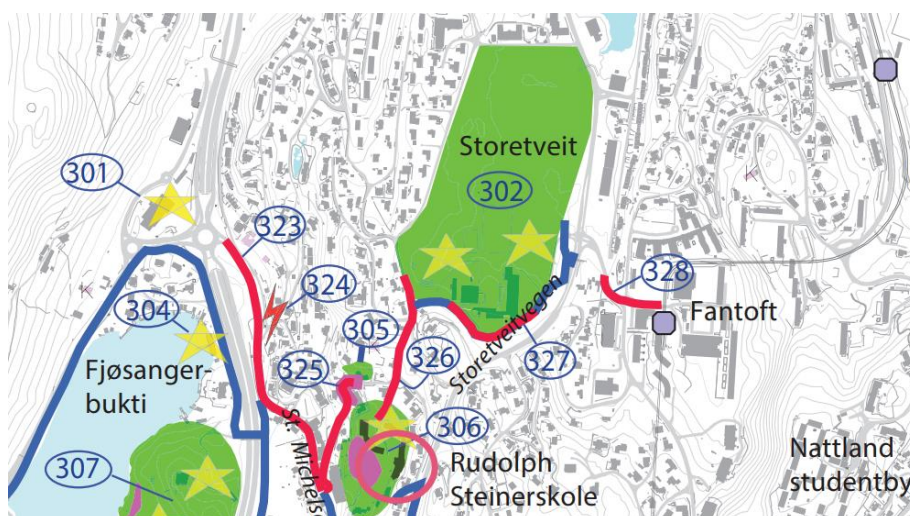 Storetveit
301
302
323
328
324
304
Fantoft
305
Fjøsanger-
bukti
325
326
Storetveitvegen
327
306
St. Michelse
307
Rudolph
Steinerskole
Nattland
studentby